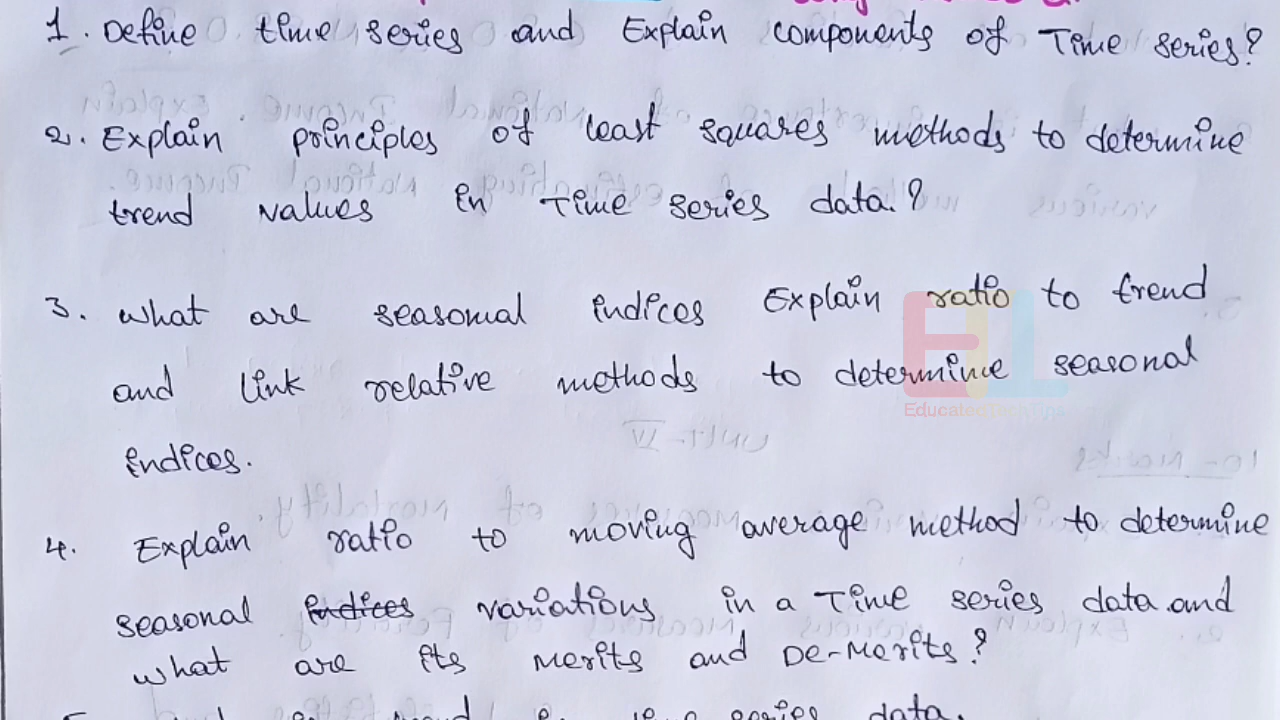 1. Define time series and Explain components of Time series?
2. Explain principles of least squares methods to determine
trend values in Time series data.?
3. what are seasonal indices Explain ratio to trend
and link relative methods to determine seasonal
indices.
4. Explain ratio to moving average method to determine
seasonal indices variations in a Time series data and
what are its merits and De-Merits?
series data.
EIL